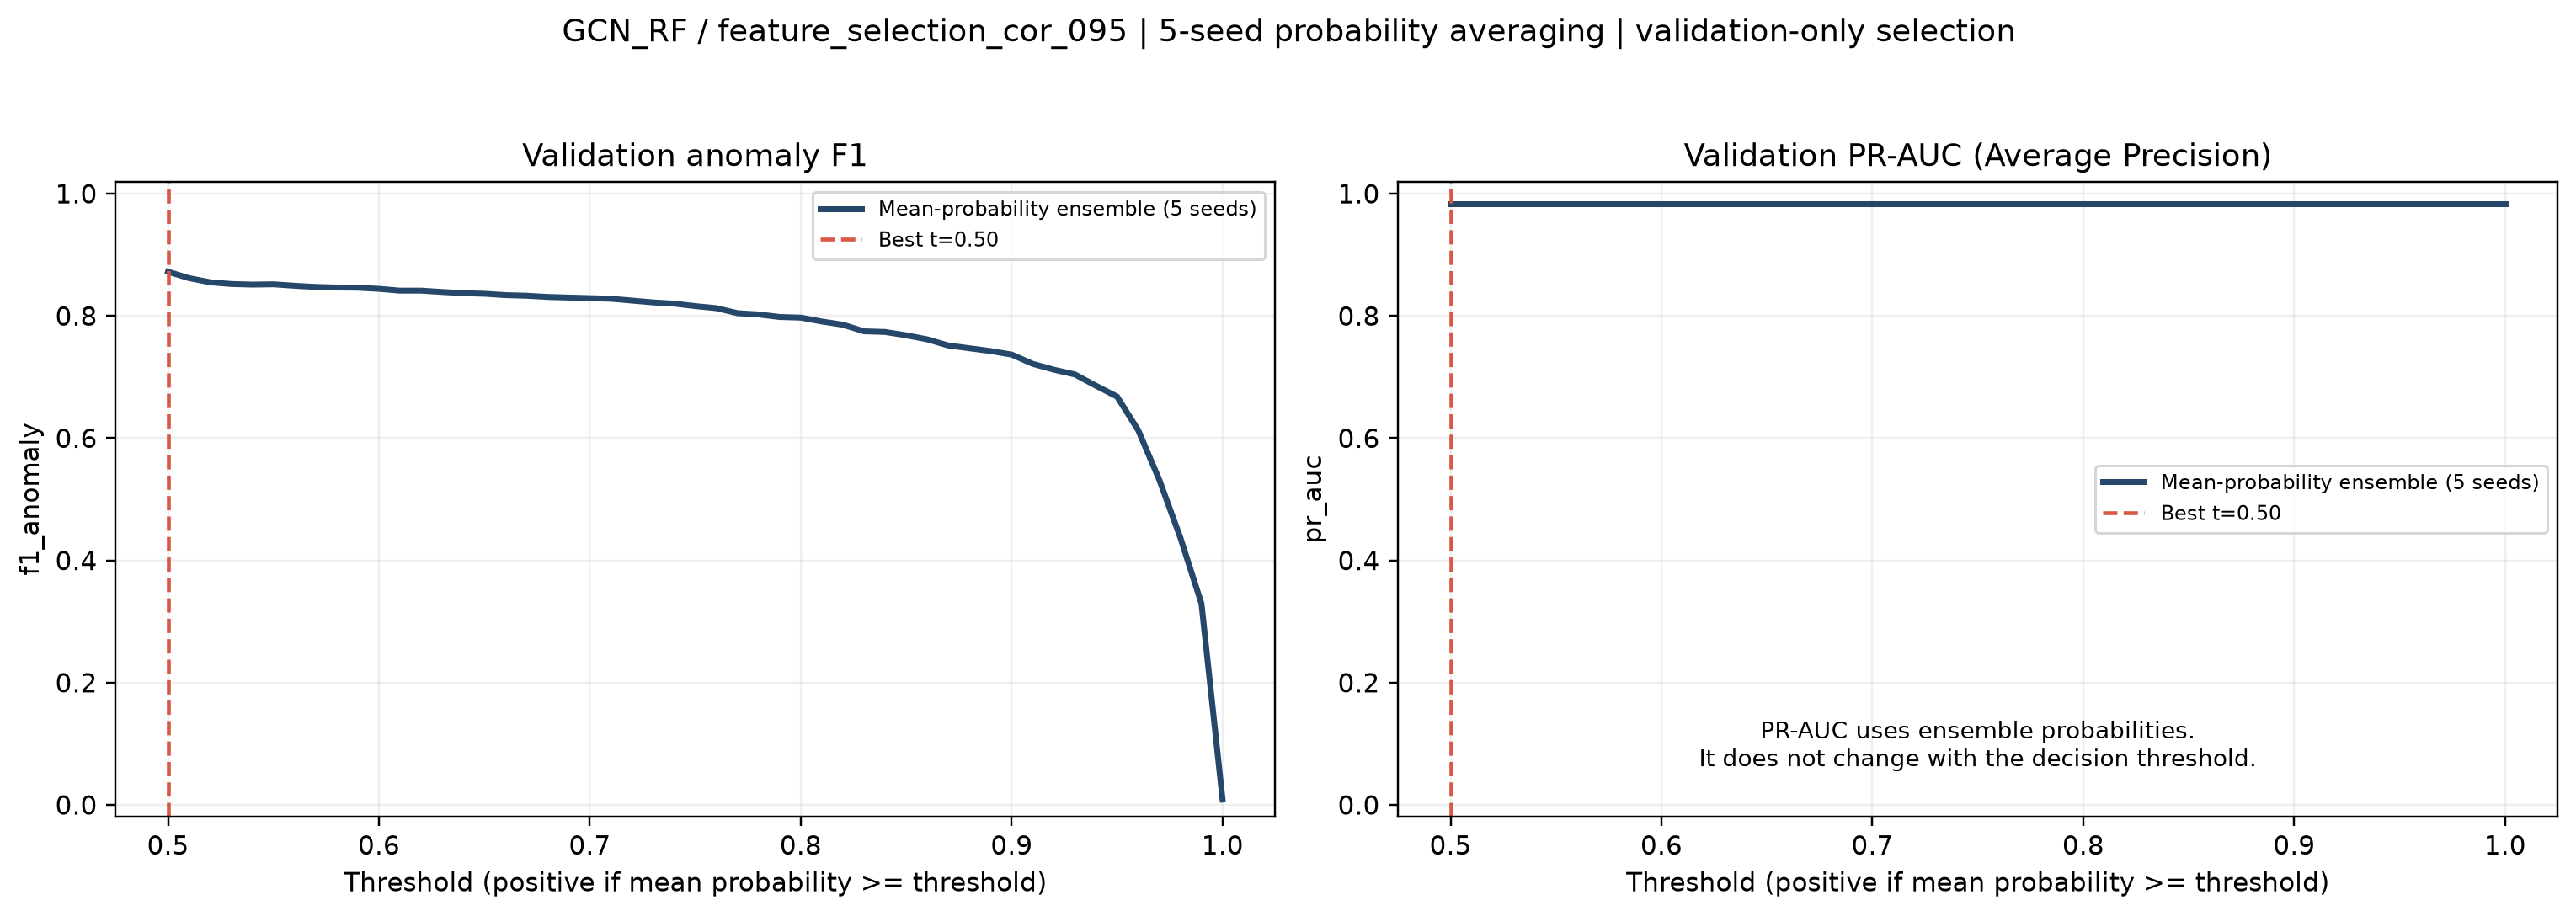 GCN_RF / feature_selection_cor_095 | 5-seed probability averaging | validation-only selection
Validation anomaly F1
1.0
0.8
0.6
0.4
0.2
0.0
f1_anomaly
Mean-probability ensemble (5 seeds)
Best t=0.50
0.5 0.6 0.7 0.8 0.9 1.0
Threshold (positive if mean probability >= threshold)
Validation PR-AUC (Average Precision)
1.0
0.8
0.6
0.4
0.2
0.0
pr_auc
Mean-probability ensemble (5 seeds)
Best t=0.50
PR-AUC uses ensemble probabilities.
It does not change with the decision threshold.
0.5 0.6 0.7 0.8 0.9 1.0
Threshold (positive if mean probability >= threshold)